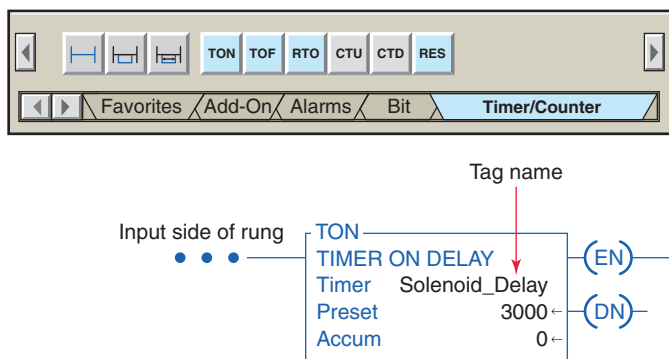 TON TOF RTO CTU CTD RES
Favorites Add-On Alarms Bit Timer/Counter
Tag name
Input side of rung
TON
TIMER ON DELAY
Timer Solenoid_Delay
Preset 3000
Accum 0
EN
DN